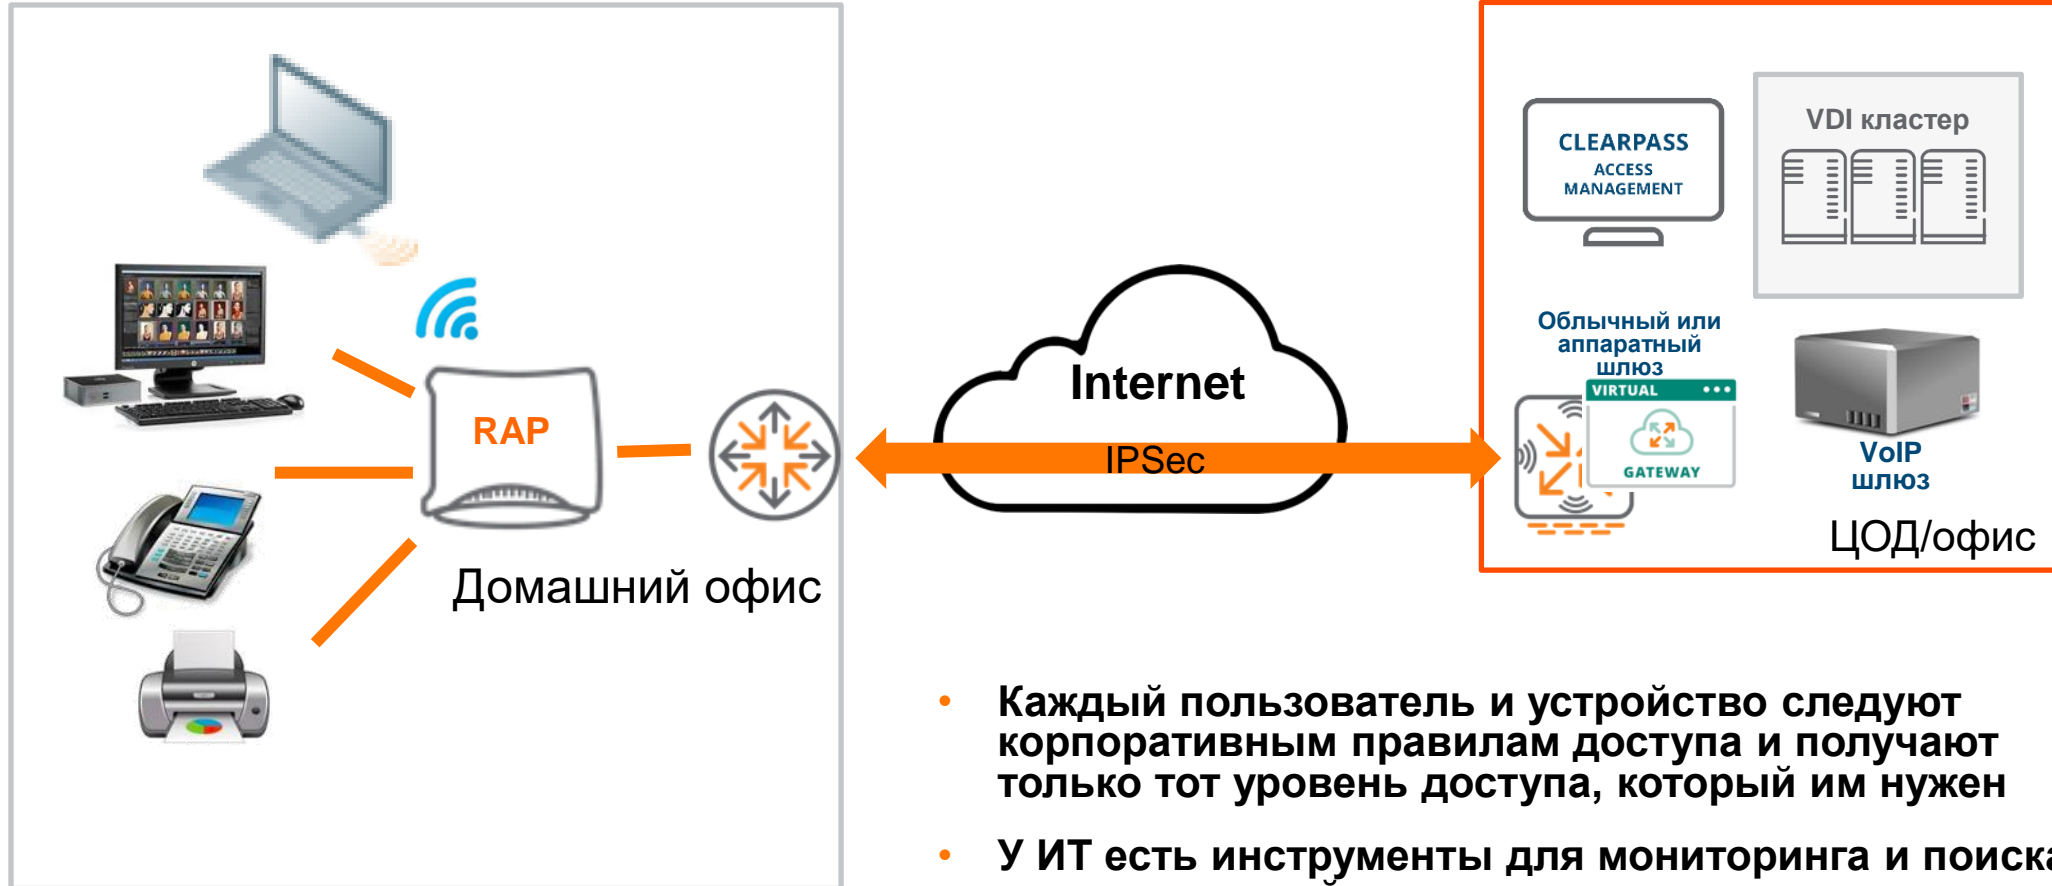 RAP
Домашний офис
Internet
IPSec
CLEARPASS
ACCESS
MANAGEMENT
VDI кластер
Облычный или
аппаратный
шлюз
VIRTUAL
GATEWAY
VoIP
шлюз
ЦОД/офис
• Каждый пользователь и устройство следуют
корпоративным правилам доступа и получают
только тот уровень доступа, который им нужен
• У ИТ есть инструменты для мониторинга и поиска